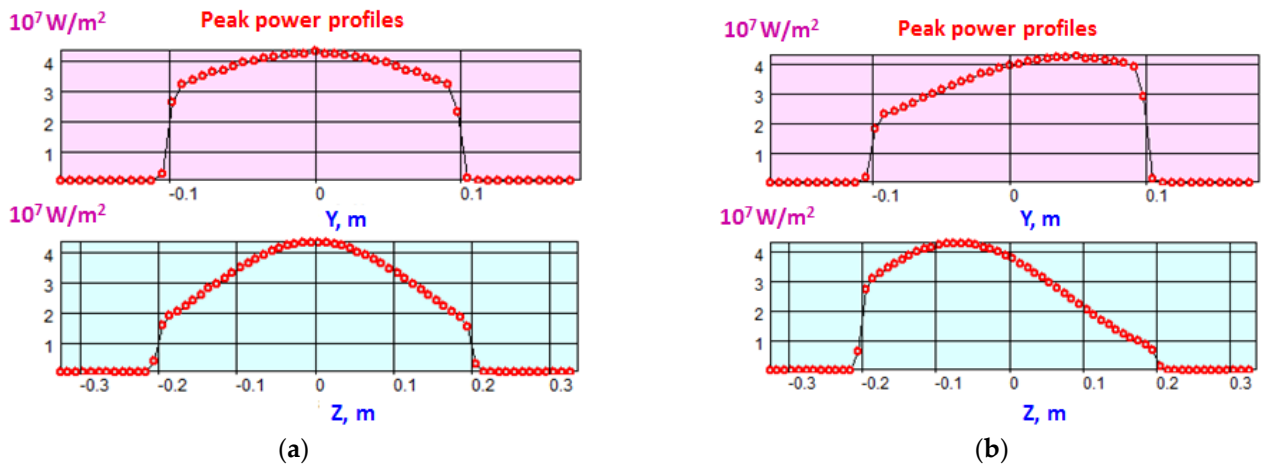 10⁷ W/m²
Peak power profiles
4
3
2
1
-0.1 0 0.1
Y, m
10⁷ W/m²
4
3
2
1
-0.3 -0.2 -0.1 0 0.1 0.2 0.3
Z, m
(a)
10⁷ W/m²
Peak power profiles
4
3
2
1
-0.1 0 0.1
Y, m
10⁷ W/m²
4
3
2
1
-0.3 -0.2 -0.1 0 0.1 0.2 0.3
Z, m
(b)